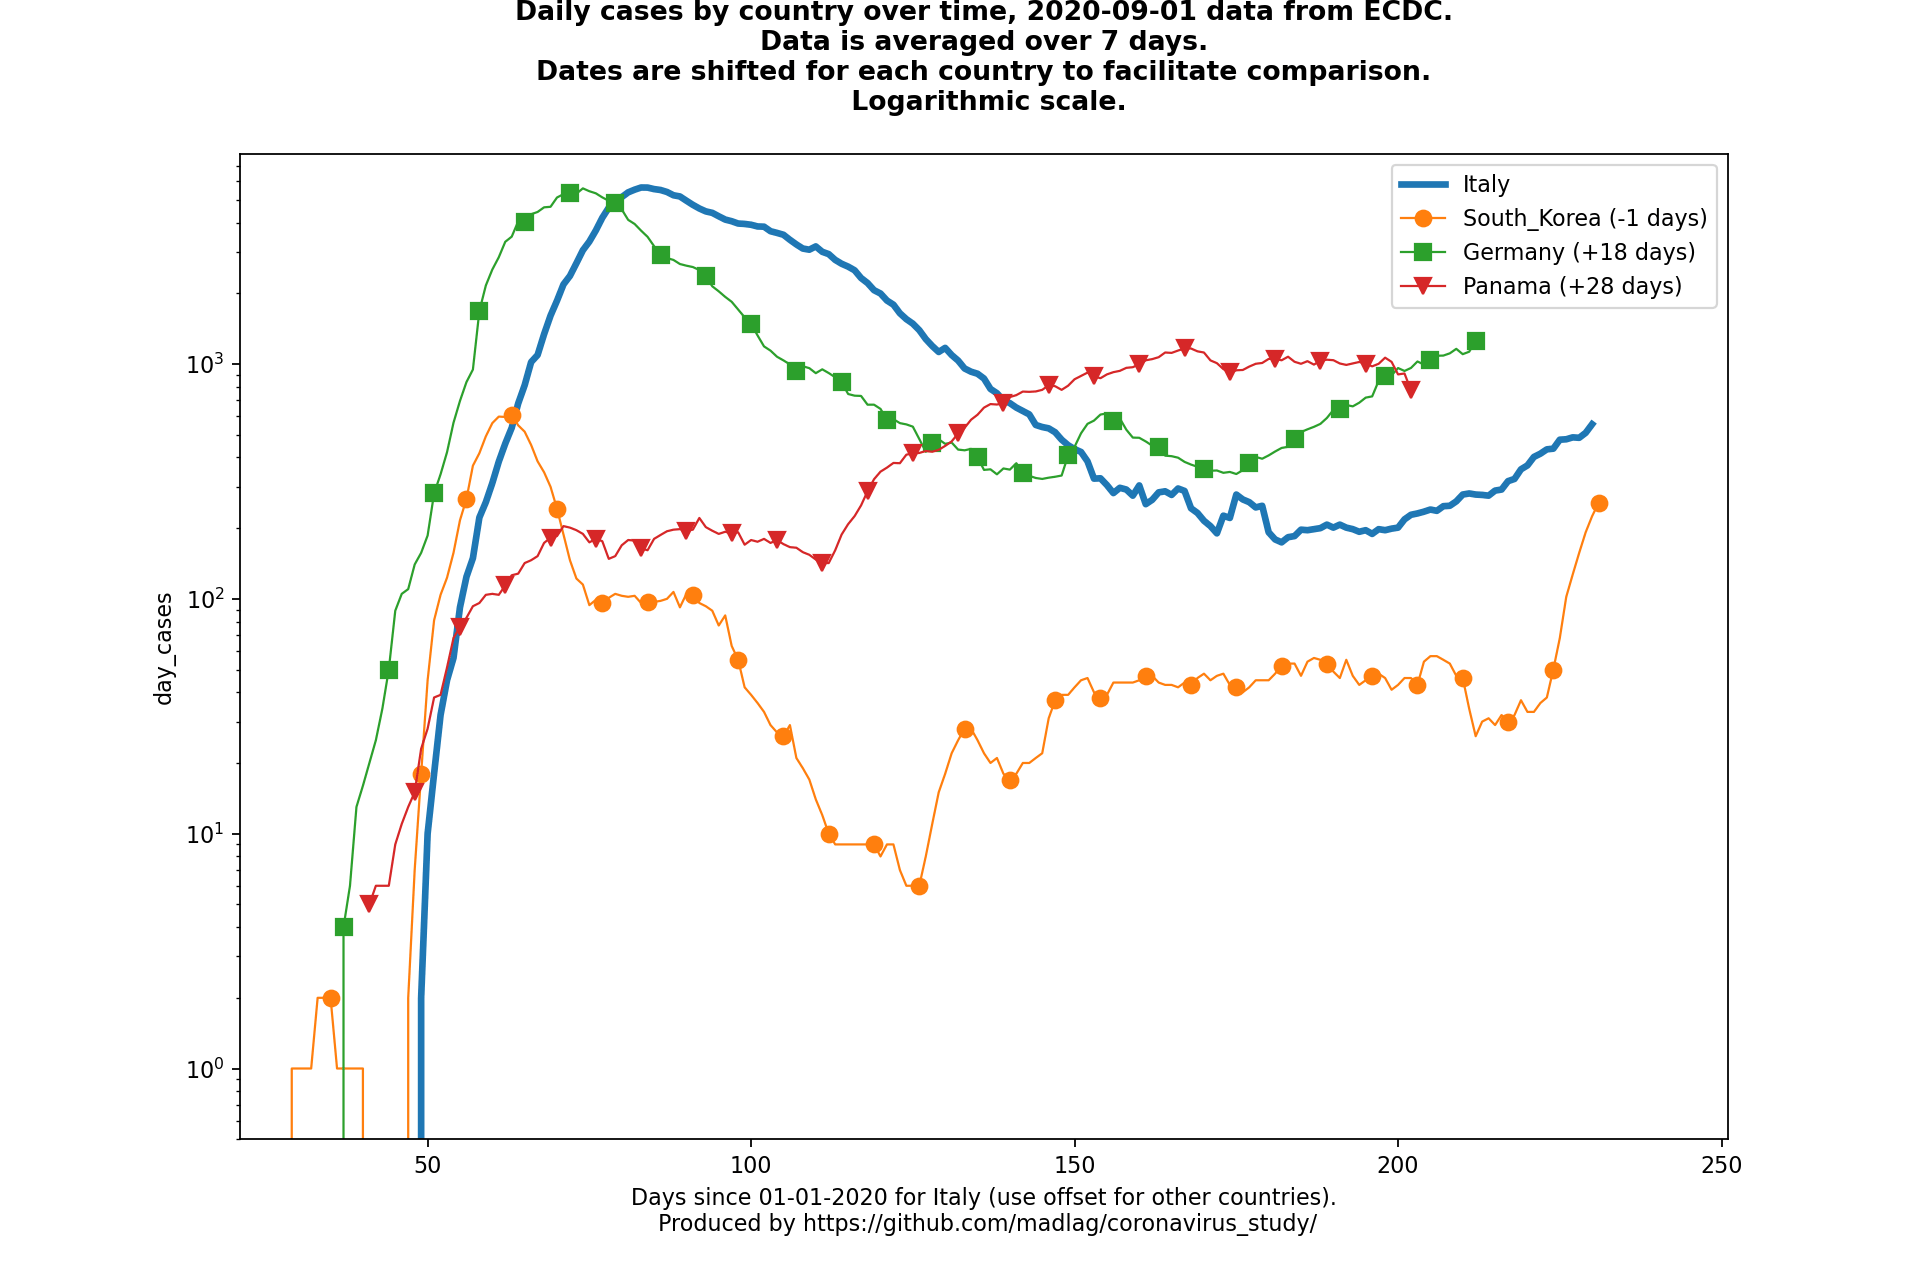 Daily cases by country over time, 2020-09-01 data from ECDC.
Data is averaged over 7 days.
Dates are shifted for each country to facilitate comparison.
Logarithmic scale.
Italy
South_Korea (-1 days)
Germany (+18 days)
Panama (+28 days)
day_cases
10³
10²
10¹
10⁰
50 100 150 200 250
Days since 01-01-2020 for Italy (use offset for other countries).
Produced by https://github.com/madlag/coronavirus_study/